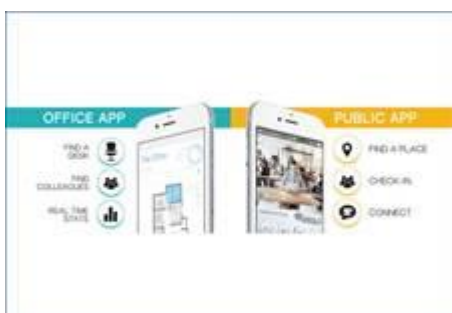 OFFICE APP
FIND A
DESK
FIND
COLLEAGUES
REAL TIME
STATS
PUBLIC APP
FIND A PLACE
CHECK-IN
CONNECT